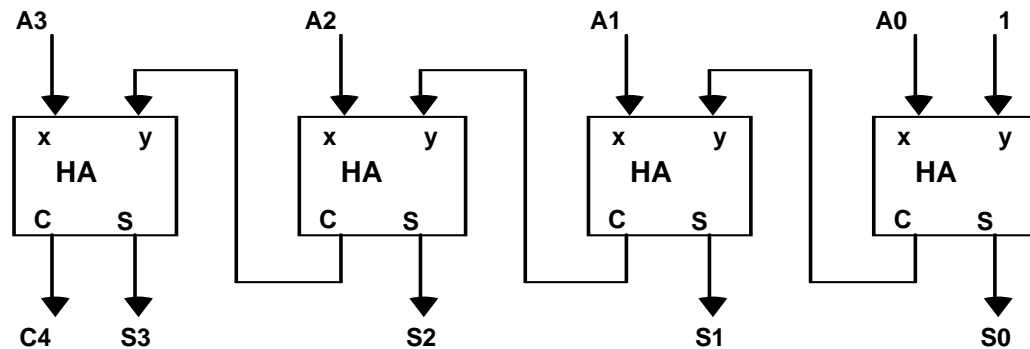 A3 A2 A1 A0 1
x y x y x y x y
HA HA HA HA
C S C S C S C S
C4 S3 S2 S1 S0